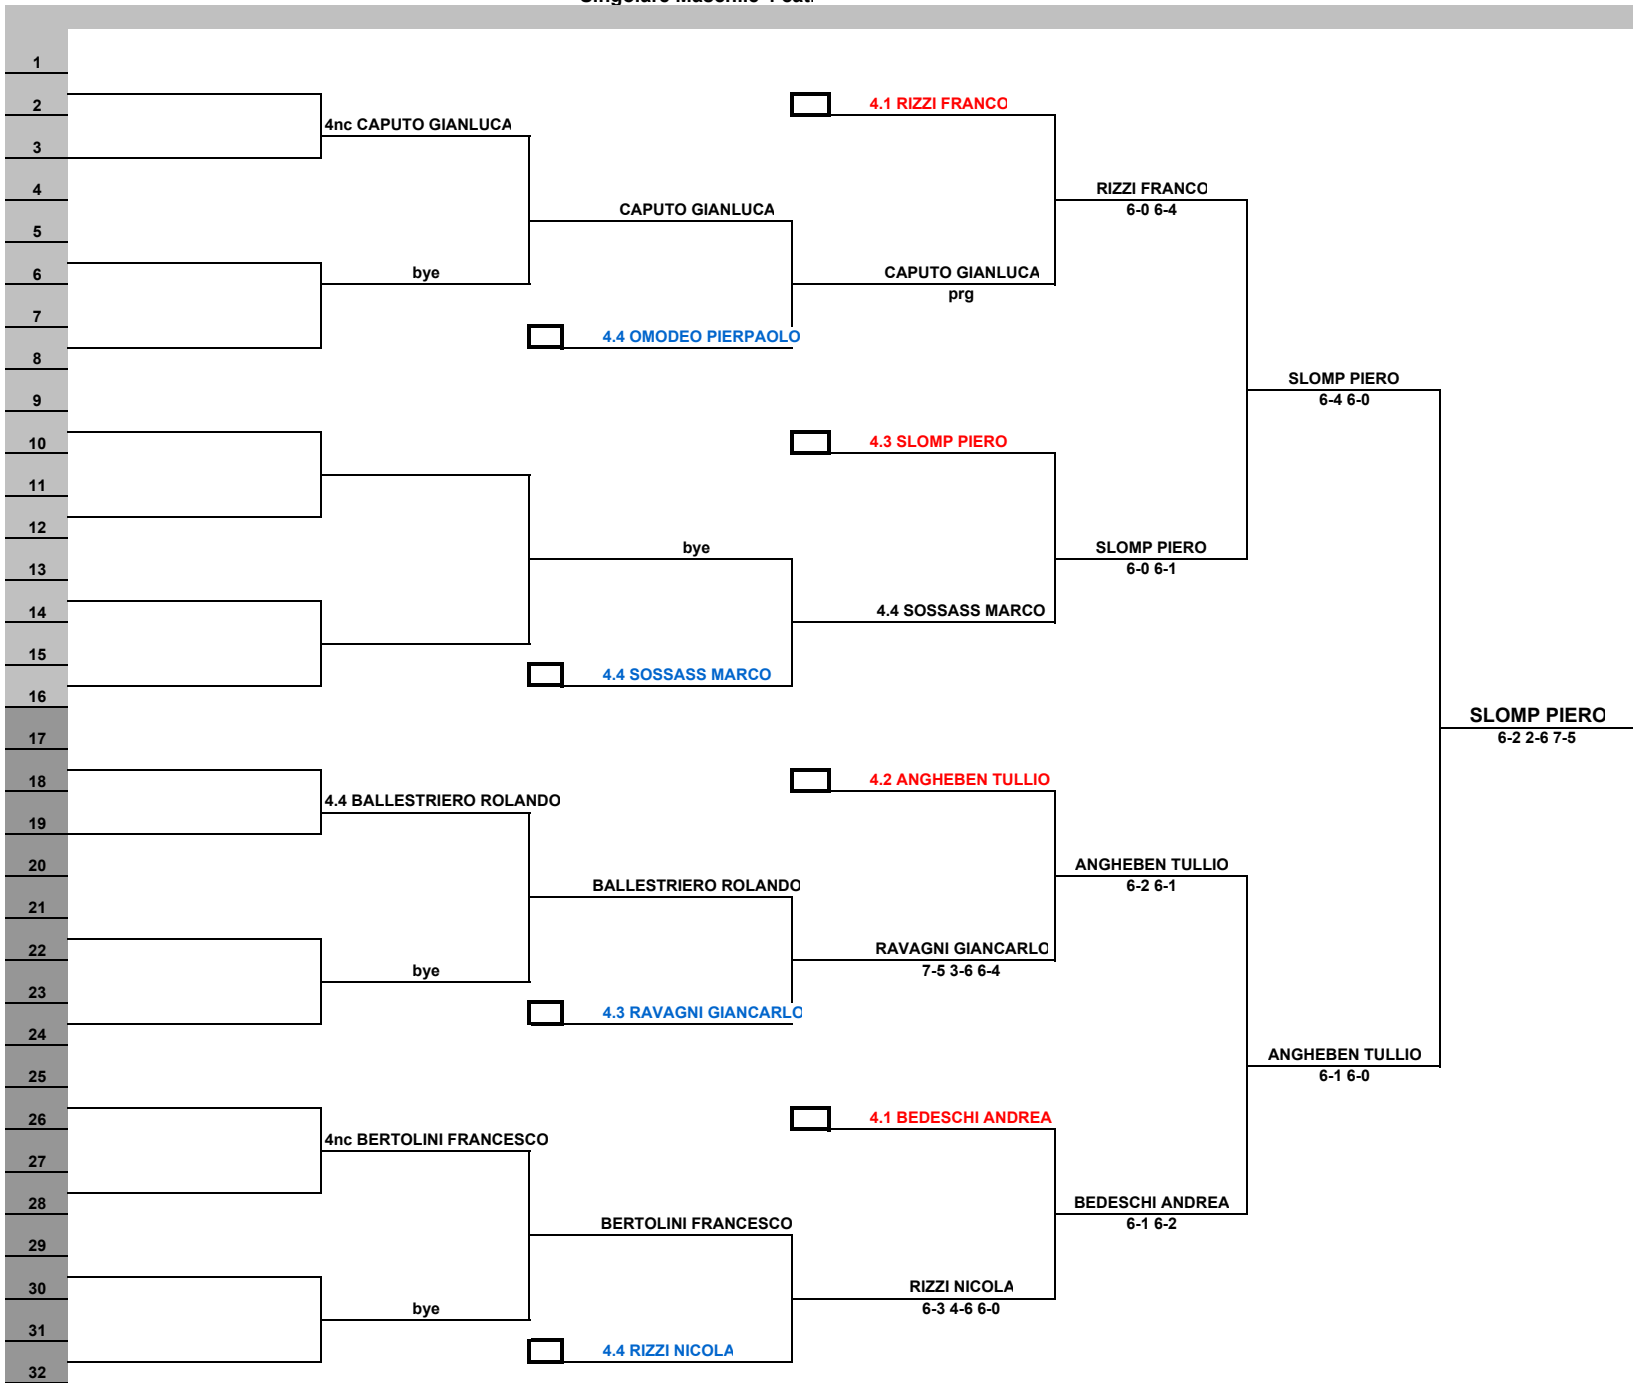 1
2
4.1 RIZZI FRANCO
4nc CAPUTO GIANLUCA
3
4
RIZZI FRANCO
CAPUTO GIANLUCA
6-0 6-4
5
6
bye
CAPUTO GIANLUCA
prg
7
4.4 OMODEO PIERPAOLO
8
SLOMP PIERO
9
6-4 6-0
10
4.3 SLOMP PIERO
11
12
bye
SLOMP PIERO
13
6-0 6-1
14
4.4 SOSSASS MARCO
15
4.4 SOSSASS MARCO
16
SLOMP PIERO
17
6-2 2-6 7-5
18
4.2 ANGHEBEN TULLIO
4.4 BALLESTRIERO ROLANDO
19
20
ANGHEBEN TULLIO
BALLESTRIERO ROLANDO
6-2 6-1
21
22
RAVAGNI GIANCARLO
bye
7-5 3-6 6-4
23
4.3 RAVAGNI GIANCARLO
24
ANGHEBEN TULLIO
25
6-1 6-0
26
4.1 BEDESCHI ANDREA
4nc BERTOLINI FRANCESCO
27
28
BEDESCHI ANDREA
BERTOLINI FRANCESCO
6-1 6-2
29
30
RIZZI NICOLA
bye
6-3 4-6 6-0
31
4.4 RIZZI NICOLA
32